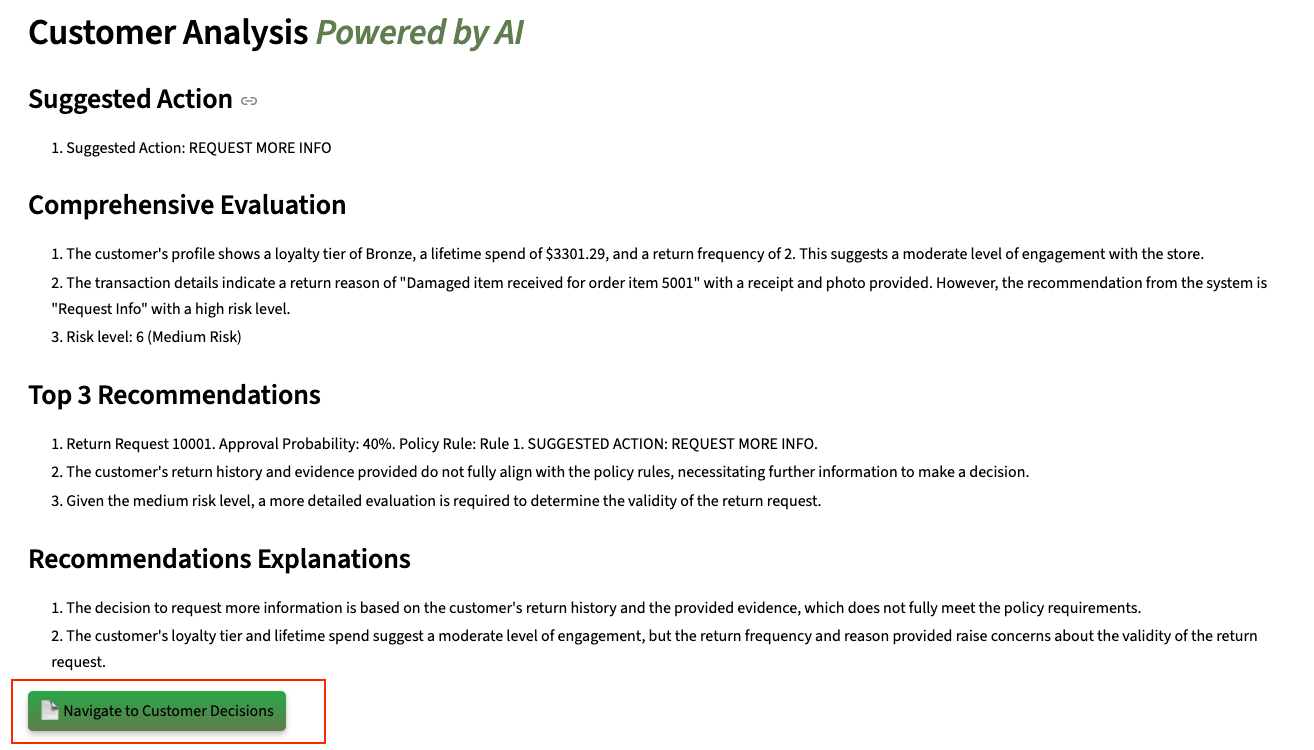 Customer Analysis Powered by AI
Suggested Action
1. Suggested Action: REQUEST MORE INFO
Comprehensive Evaluation
1. The customer's profile shows a loyalty tier of Bronze, a lifetime spend of $3301.29, and a return frequency of 2. This suggests a moderate level of engagement with the store.
2. The transaction details indicate a return reason of "Damaged item received for order item 5001" with a receipt and photo provided. However, the recommendation from the system is
"Request Info" with a high risk level.
3. Risk level: 6 (Medium Risk)
Top 3 Recommendations
1. Return Request 10001. Approval Probability: 40%. Policy Rule: Rule 1. SUGGESTED ACTION: REQUEST MORE INFO.
2. The customer's return history and evidence provided do not fully align with the policy rules, necessitating further information to make a decision.
3. Given the medium risk level, a more detailed evaluation is required to determine the validity of the return request.
Recommendations Explanations
1. The decision to request more information is based on the customer's return history and the provided evidence, which does not fully meet the policy requirements.
2. The customer's loyalty tier and lifetime spend suggest a moderate level of engagement, but the return frequency and reason provided raise concerns about the validity of the return
request.
Navigate to Customer Decisions